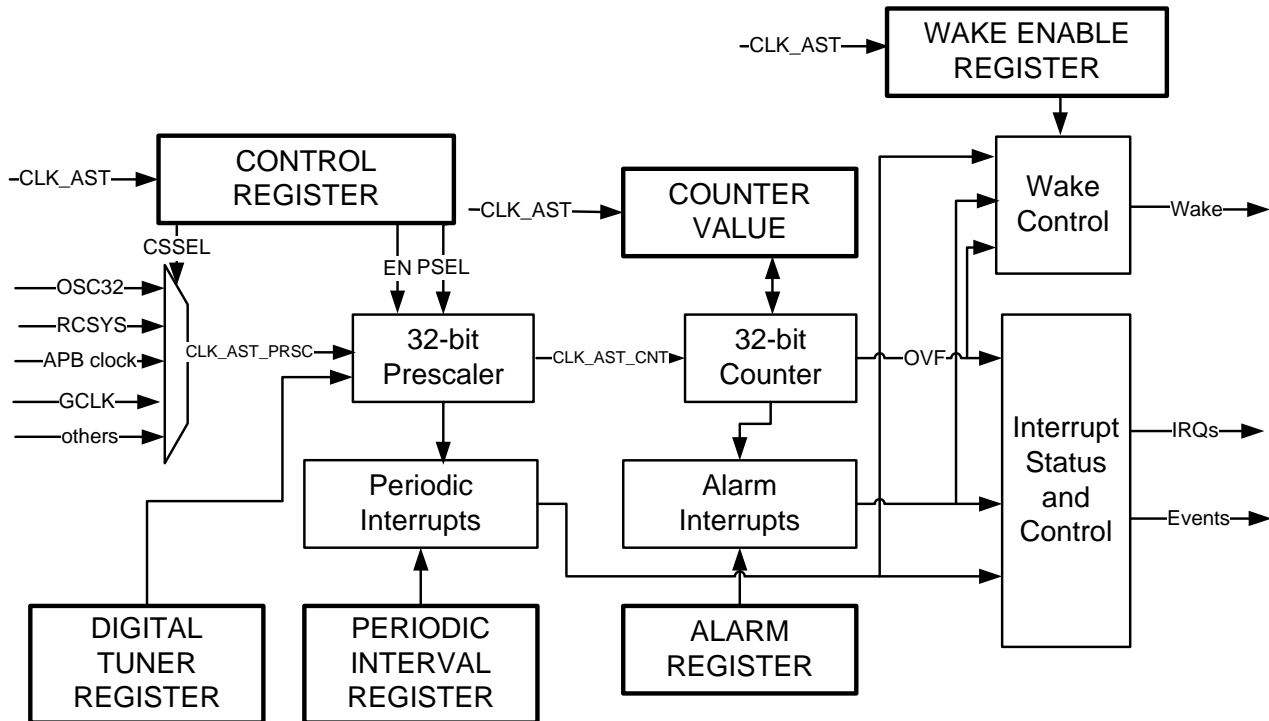 CLK_AST
WAKE ENABLE
REGISTER
CLK_AST
CONTROL
REGISTER
CLK_AST
COUNTER
VALUE
Wake
Control
Wake
CSSEL
EN
PSEL
OSC32
RCSYS
APB clock
GCLK
others
CLK_AST_PRSC
32-bit
Prescaler
CLK_AST_CNT
32-bit
Counter
OVF
Interrupt
Status
and
Control
IRQs
Events
Periodic
Interrupts
Alarm
Interrupts
DIGITAL
TUNER
REGISTER
PERIODIC
INTERVAL
REGISTER
ALARM
REGISTER